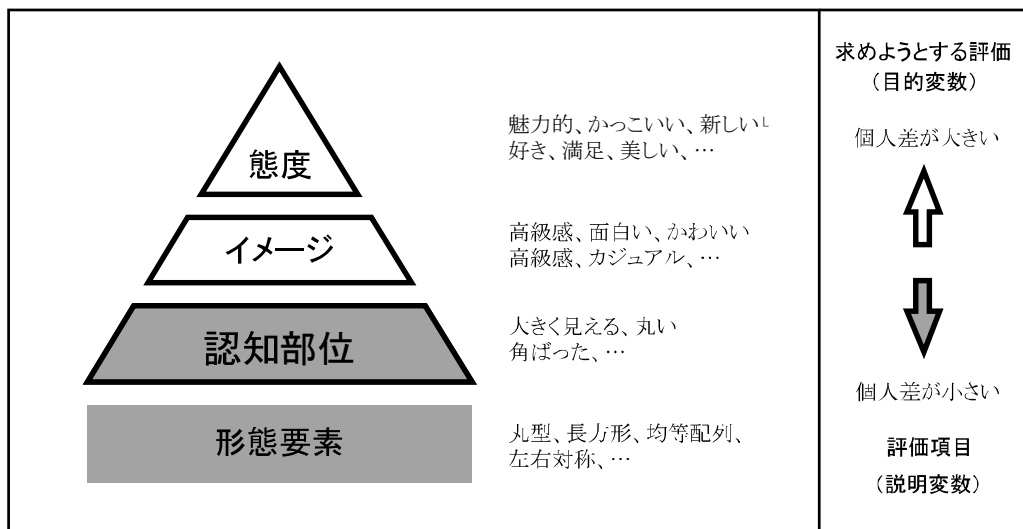 態度
魅力的、かっこいい、新しい└
好き、満足、美しい、…
イメージ
高級感、面白い、かわいい
高級感、カジュアル、…
認知部位
大きく見える、丸い
角ばった、…
形態要素
丸型、長方形、均等配列、
左右対称、…
求めようとする評価
（目的変数）
個人差が大きい
個人差が小さい
評価項目
（説明変数）